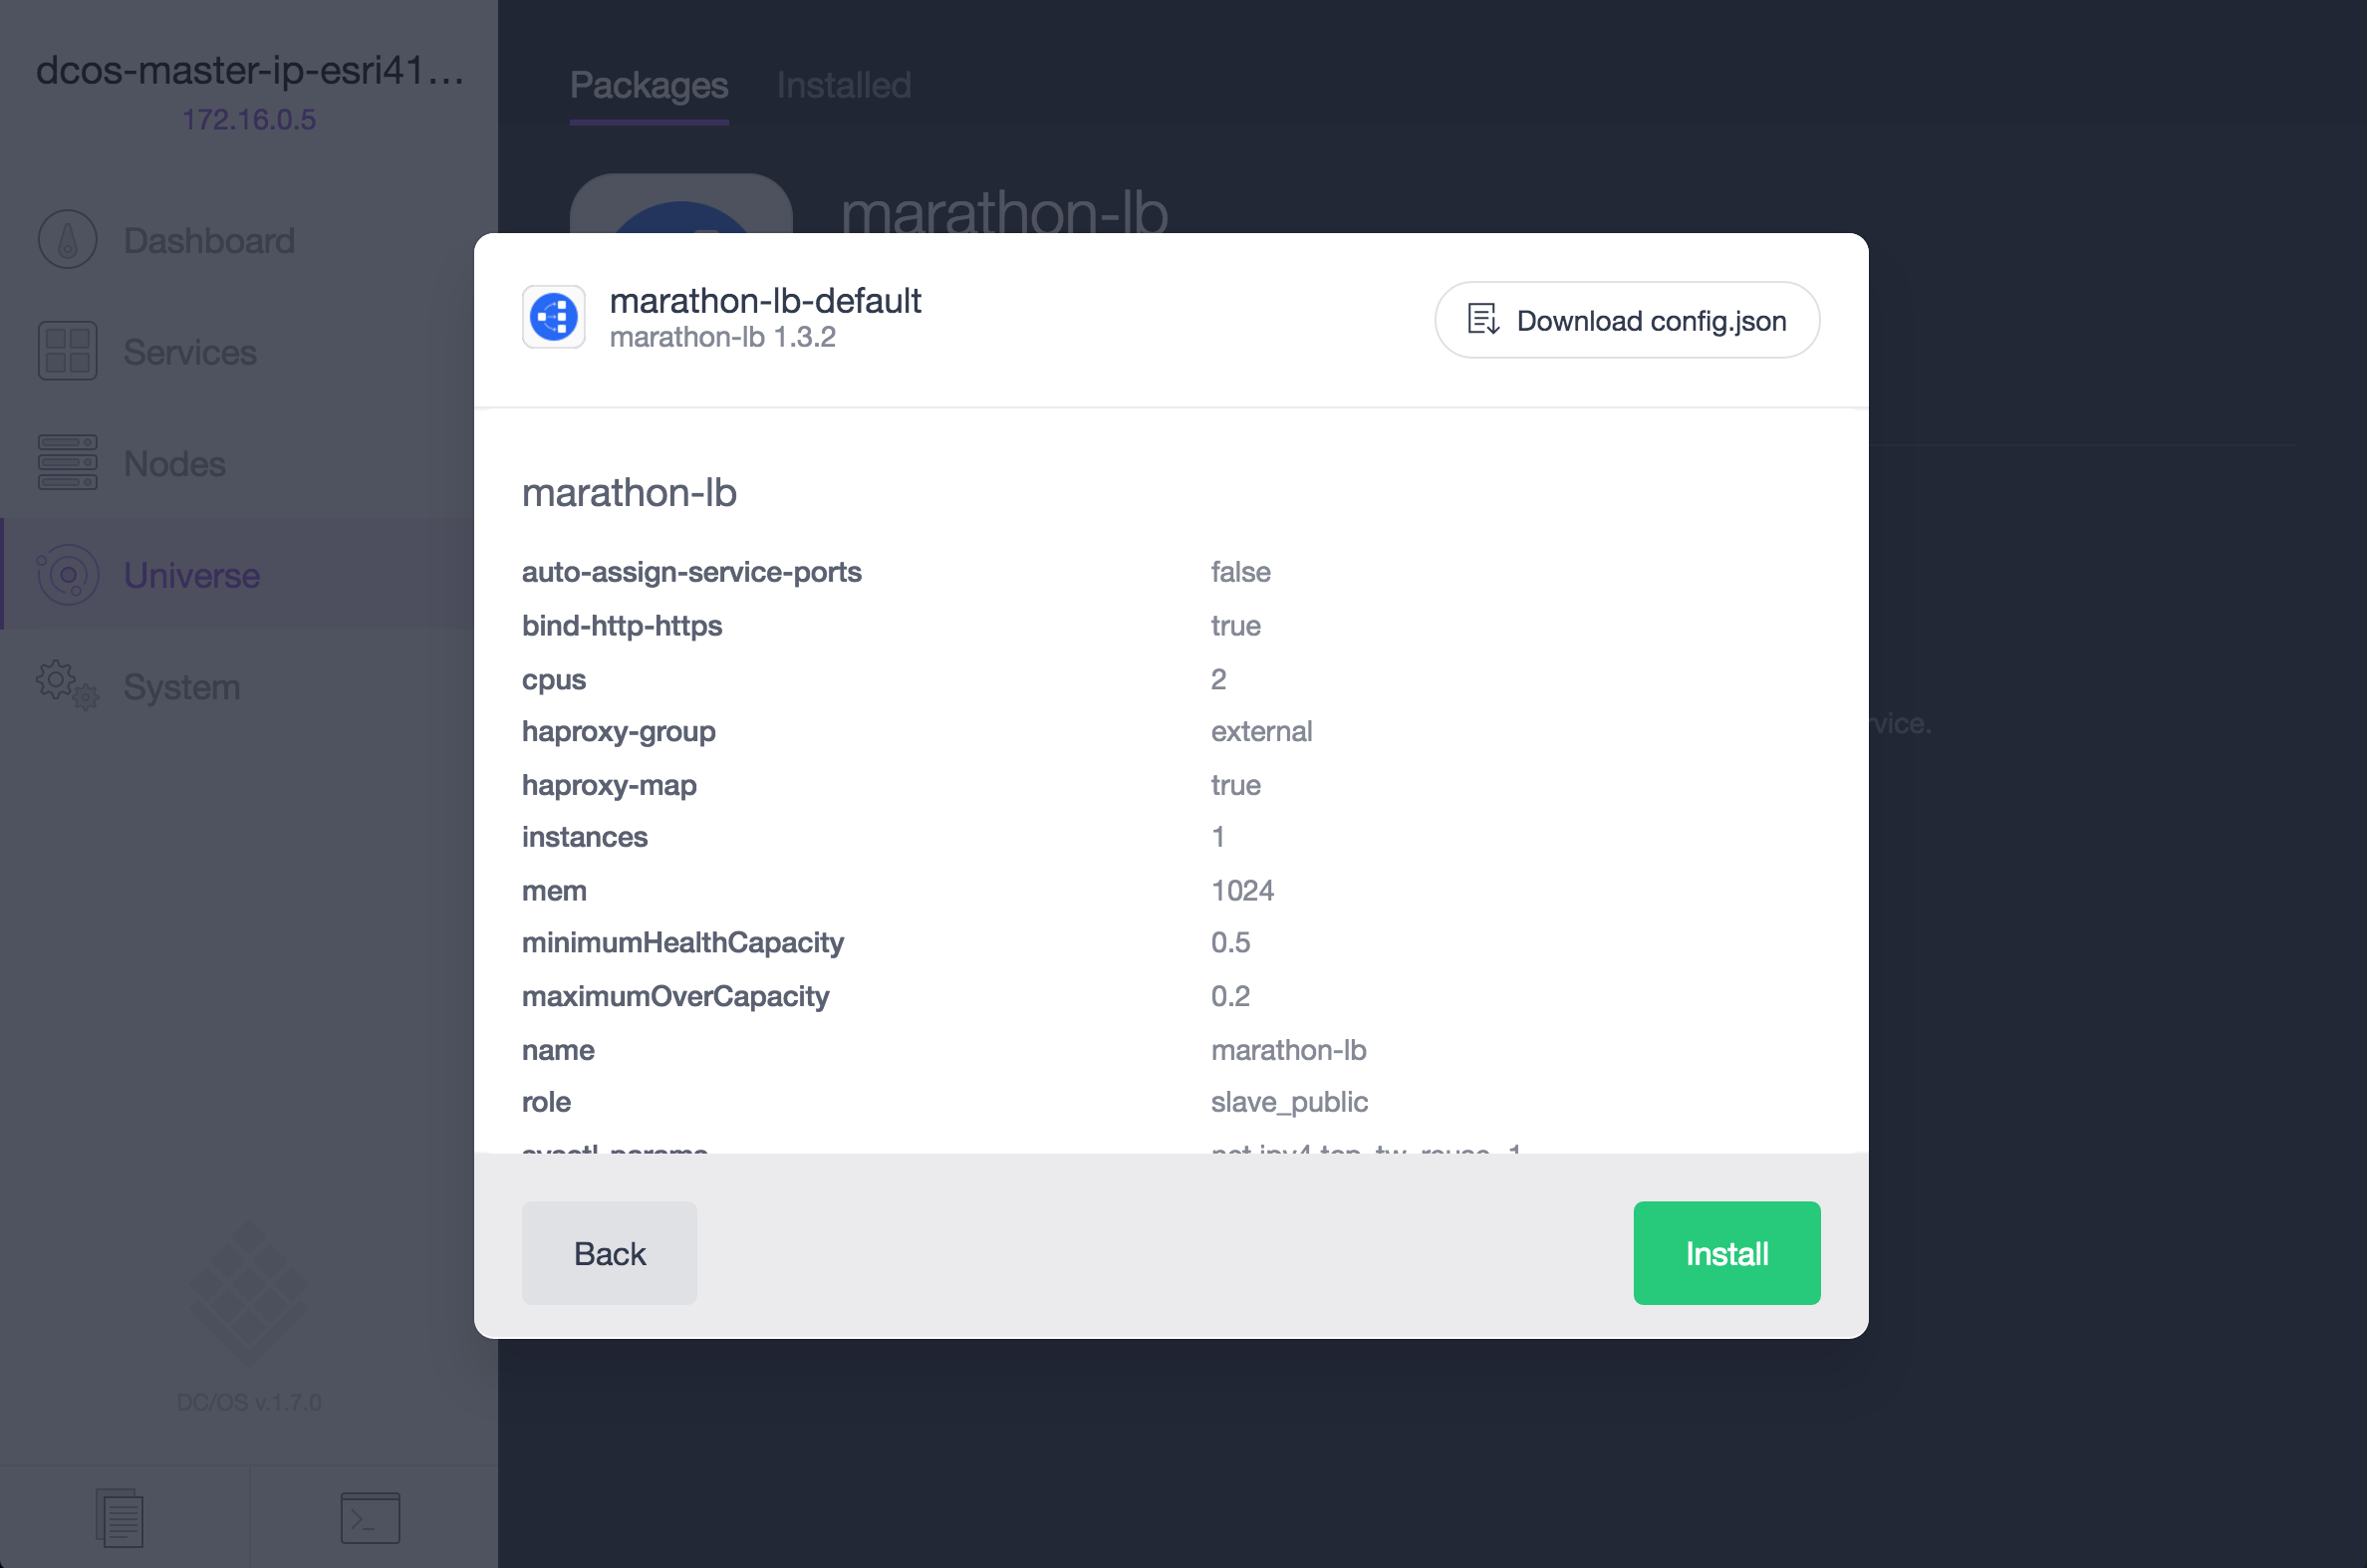 dcos-master-ip-esri41...
172.16.0.5
Dashboard
Services
Nodes
Universe
System
DC/OS v.1.7.0
Packages Installed
marathon-lb
marathon-lb-default
marathon-lb 1.3.2
Download config.json
marathon-lb
auto-assign-service-ports false
bind-http-https true
cpus 2
haproxy-group external
haproxy-map true
instances 1
mem 1024
minimumHealthCapacity 0.5
maximumOverCapacity 0.2
name marathon-lb
role slave_public
rvice.
Back
Install